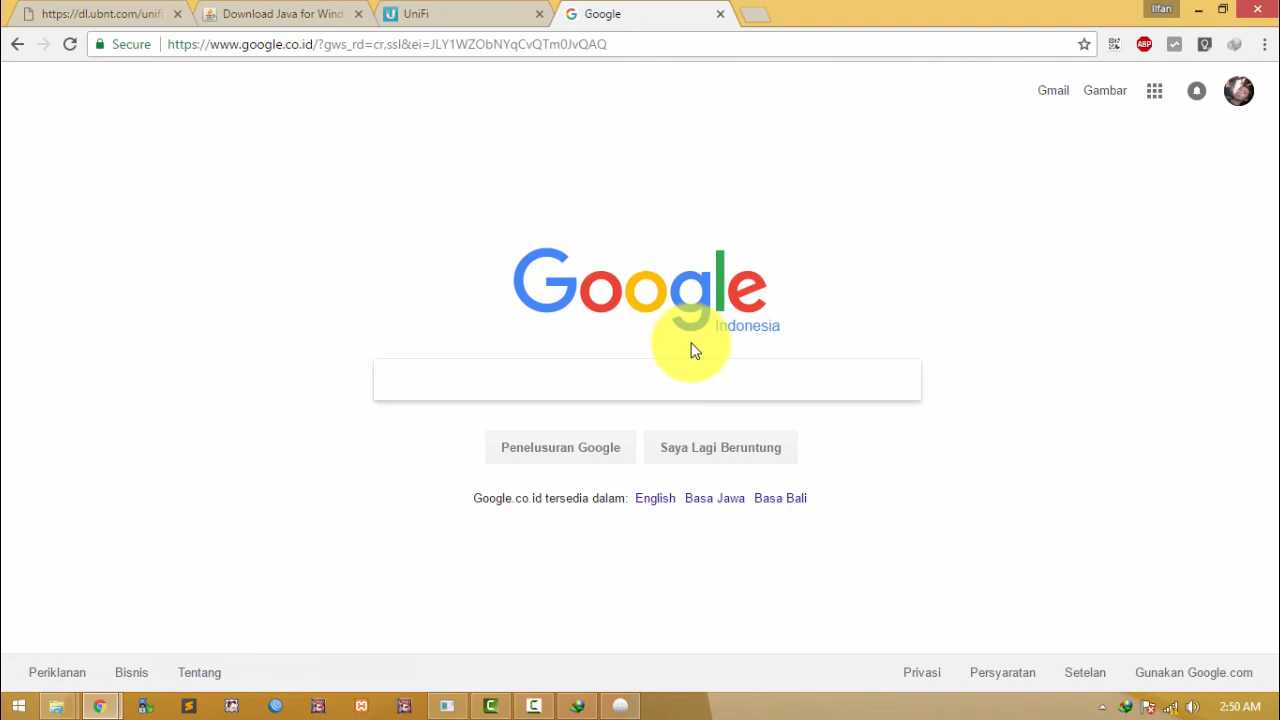 https://dl.ubnt.com/unifi
Download Java for Wind
UniFi
Google
Ilfan
Secure
https://www.google.co.id/?gws_rd=cr,ssl&ei=JLY1WZObNYqCvQTm0JvQAQ
ABP
Gmail
Gambar
Google
Indonesia
Penelusuran Google
Saya Lagi Beruntung
Google.co.id tersedia dalam: English Basa Jawa Basa Bali
Periklanan
Bisnis
Tentang
Privasi
Persyaratan
Setelan
Gunakan Google.com
2:50 AM